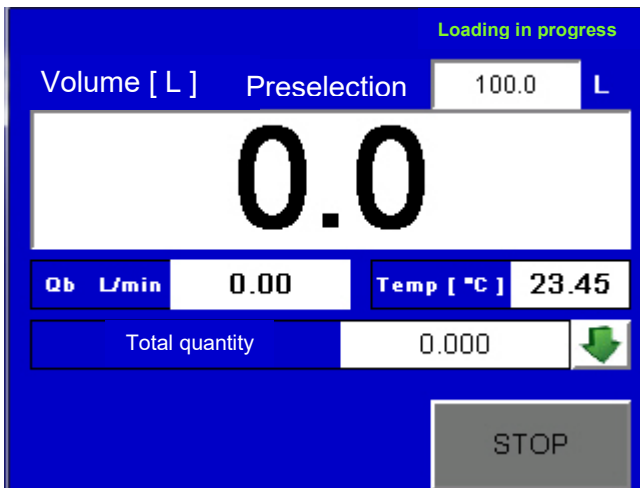 Loading in progress
Volume [ L ] Preselection 100.0 L
0.0
Qb L/min 0.00 Temp [ °C ] 23.45
Total quantity 0.000
STOP